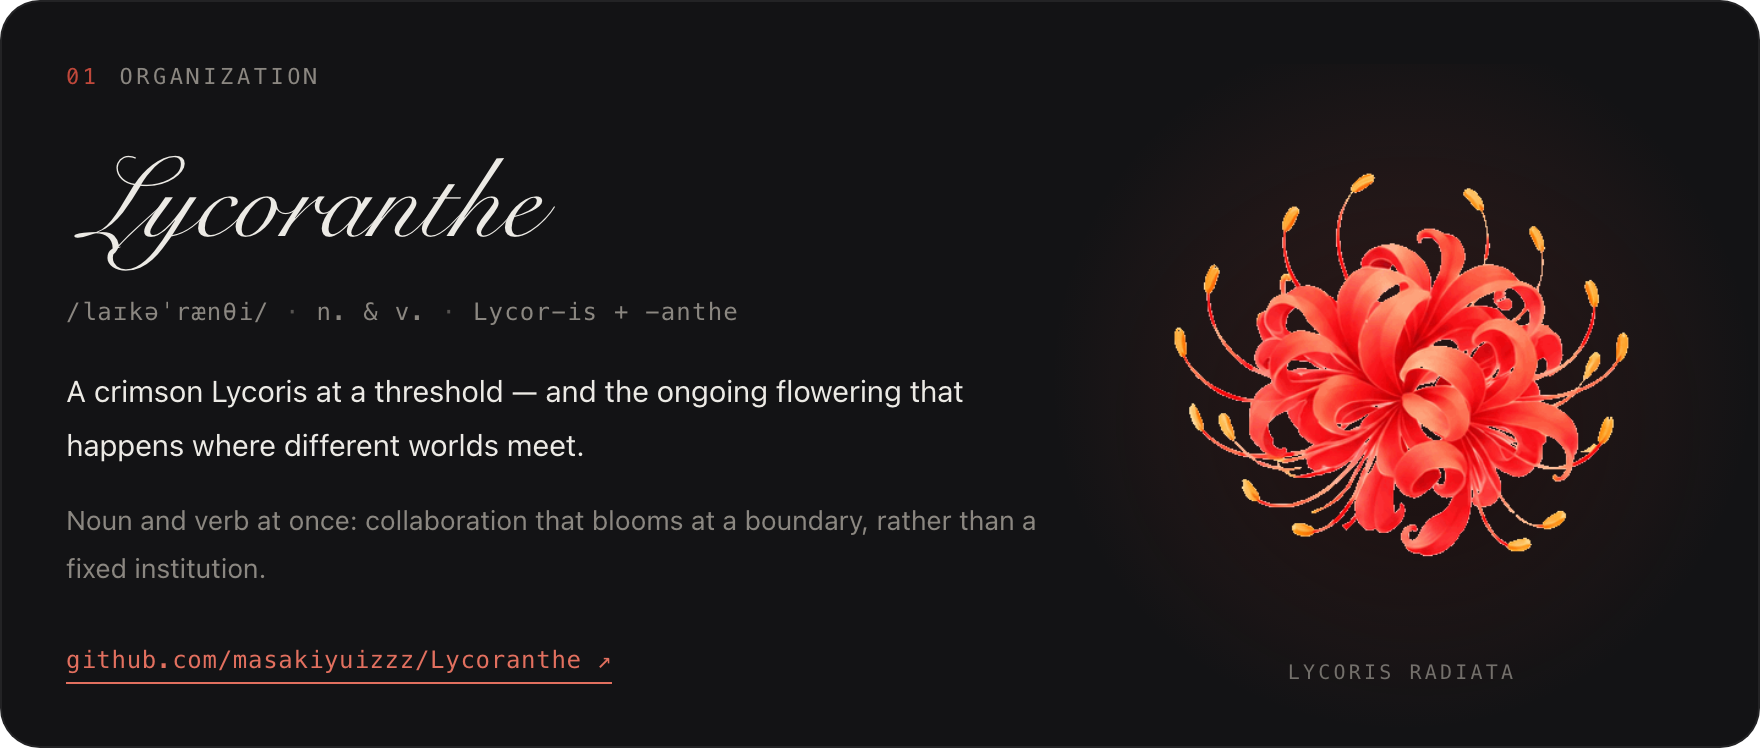 01 ORGANIZATION
Lycoranthe
/laɪkəˈrænθi/ · n. & v. · Lycor–is + –anthe
A crimson Lycoris at a threshold — and the ongoing flowering that
happens where different worlds meet.
Noun and verb at once: collaboration that blooms at a boundary, rather than a
fixed institution.
github.com/masakiyuizzz/Lycoranthe ↗
LYCORIS RADIATA